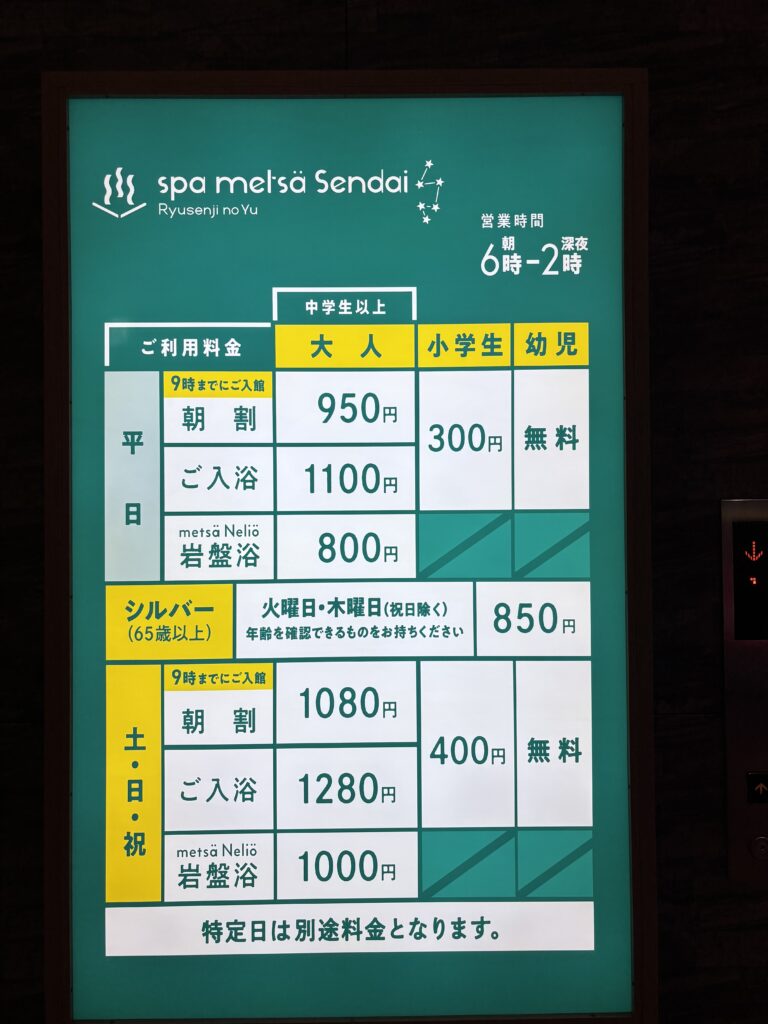 spa metsä Sendai
Ryusenji no Yu
営業時間
朝6時-深夜2時
中学生以上
ご利用料金
大人
小学生
幼児
平日
9時までにご入館
朝割
950円
300円
無料
ご入浴
1100円
metsä Neliö
岩盤浴
800円
シルバー
(65歳以上)
火曜日・木曜日(祝日除く)
年齢を確認できるものをお持ちください
850円
土・日・祝
9時までにご入館
朝割
1080円
400円
無料
ご入浴
1280円
metsä Neliö
岩盤浴
1000円
特定日は別途料金となります。